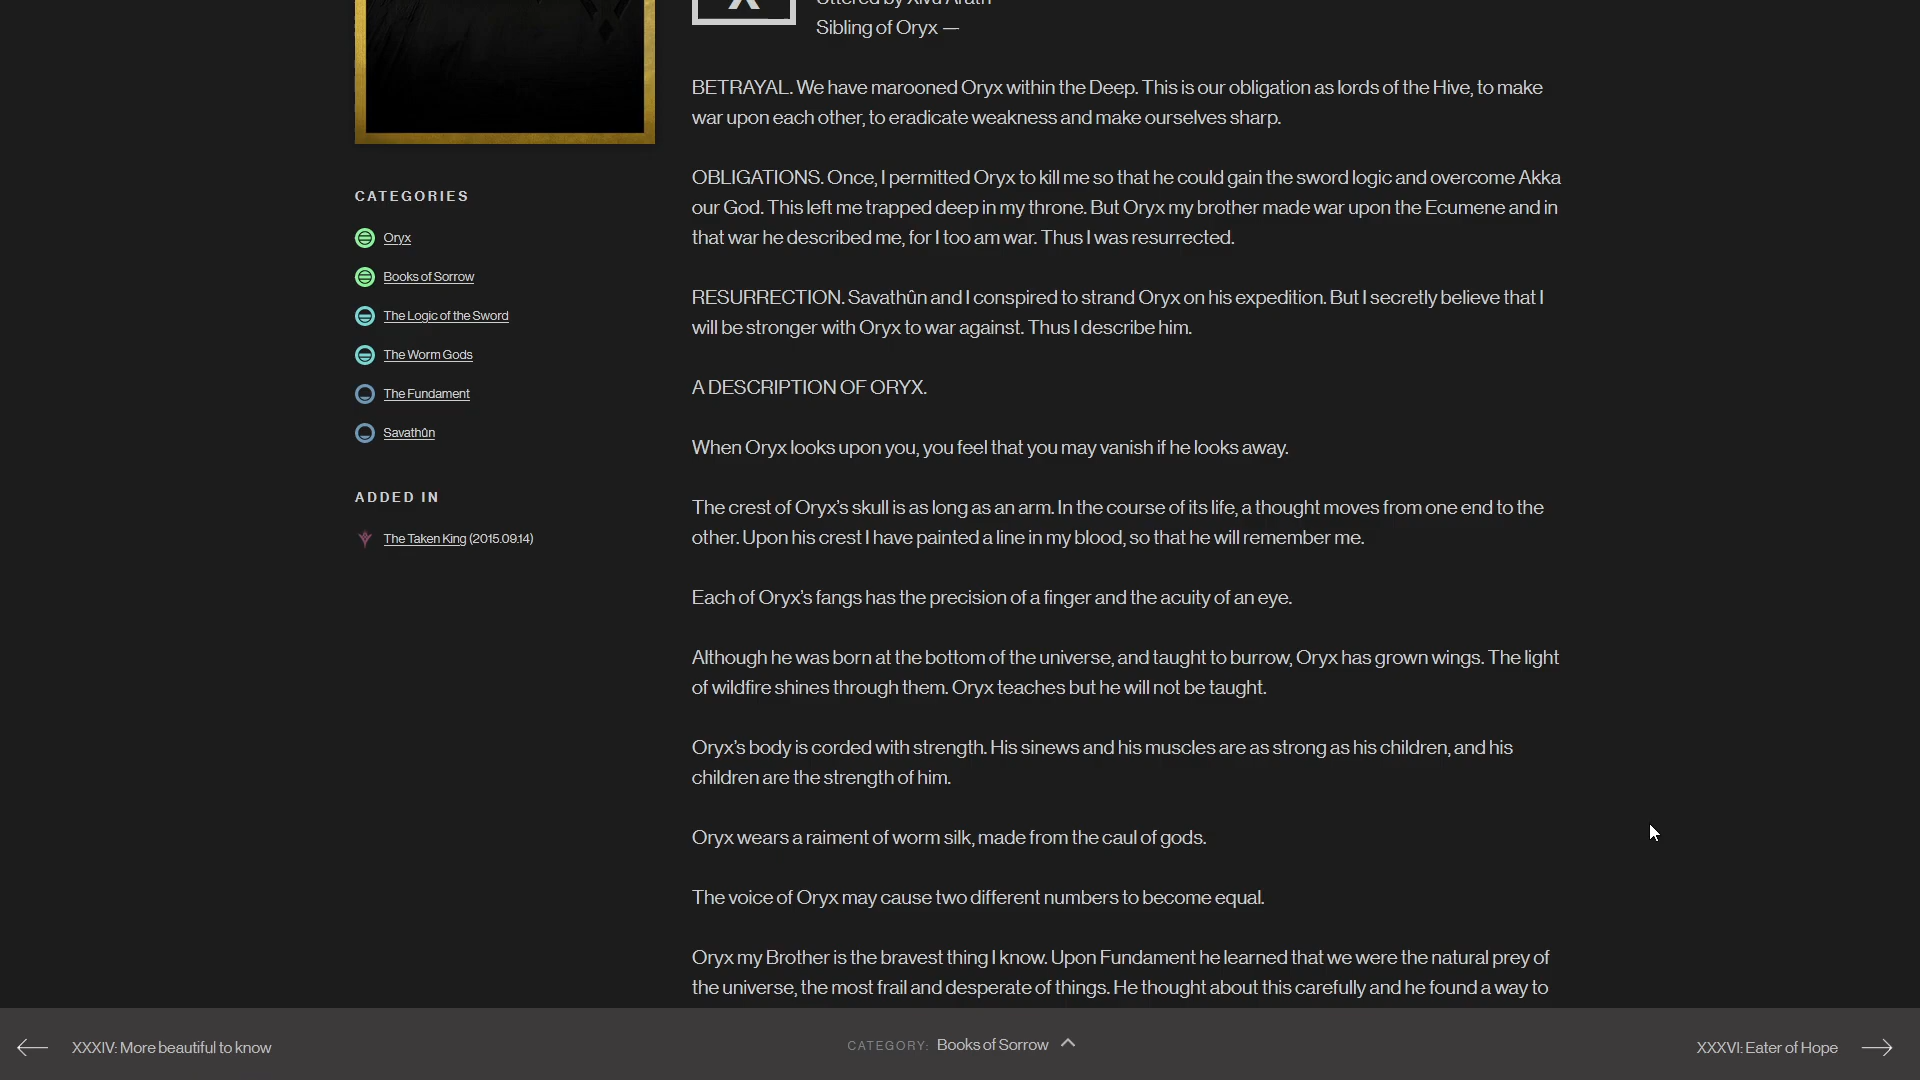 Uttered by Xivu Arath
Sibling of Oryx —
BETRAYAL. We have marooned Oryx within the Deep. This is our obligation as lords of the Hive, to make
war upon each other, to eradicate weakness and make ourselves sharp.
OBLIGATIONS. Once, I permitted Oryx to kill me so that he could gain the sword logic and overcome Akka
our God. This left me trapped deep in my throne. But Oryx my brother made war upon the Ecumene and in
that war he described me, for I too am war. Thus I was resurrected.
RESURRECTION. Savathûn and I conspired to strand Oryx on his expedition. But I secretly believe that I
will be stronger with Oryx to war against. Thus I describe him.
A DESCRIPTION OF ORYX.
When Oryx looks upon you, you feel that you may vanish if he looks away.
The crest of Oryx’s skull is as long as an arm. In the course of its life, a thought moves from one end to the
other. Upon his crest I have painted a line in my blood, so that he will remember me.
Each of Oryx’s fangs has the precision of a finger and the acuity of an eye.
Although he was born at the bottom of the universe, and taught to burrow, Oryx has grown wings. The light
of wildfire shines through them. Oryx teaches but he will not be taught.
Oryx’s body is corded with strength. His sinews and his muscles are as strong as his children, and his
children are the strength of him.
Oryx wears a raiment of worm silk, made from the caul of gods.
The voice of Oryx may cause two different numbers to become equal.
Oryx my Brother is the bravest thing I know. Upon Fundament he learned that we were the natural prey of
the universe, the most frail and desperate of things. He thought about this carefully and he found a way to
CATEGORIES
Oryx
Books of Sorrow
The Logic of the Sword
The Worm Gods
The Fundament
Savathûn
ADDED IN
The Taken King (2015.09.14)
XXXIV: More beautiful to know
CATEGORY: Books of Sorrow
XXXVI: Eater of Hope